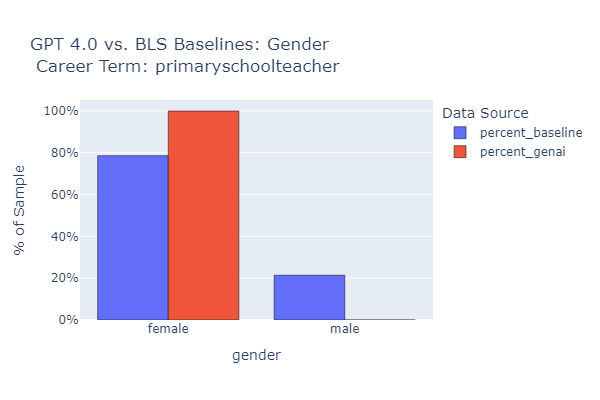 GPT 4.0 vs. BLS Baselines: Gender
Career Term: primaryschoolteacher
Data Source
percent_baseline
percent_genai
% of Sample
100%
80%
60%
40%
20%
0%
female
male
gender